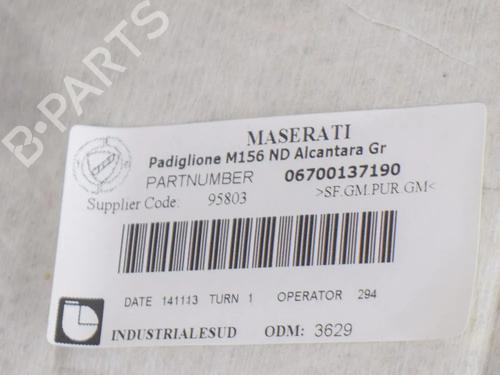 B-PARTS
MASERATI
Padiglione M156 ND Alcantara Gr
PARTNUMBER 06700137190
Supplier Code: 95803 >SF.GM.PUR.GM<
DATE 141113 TURN 1 OPERATOR 294
INDUSTRIALESUD ODM: 3629